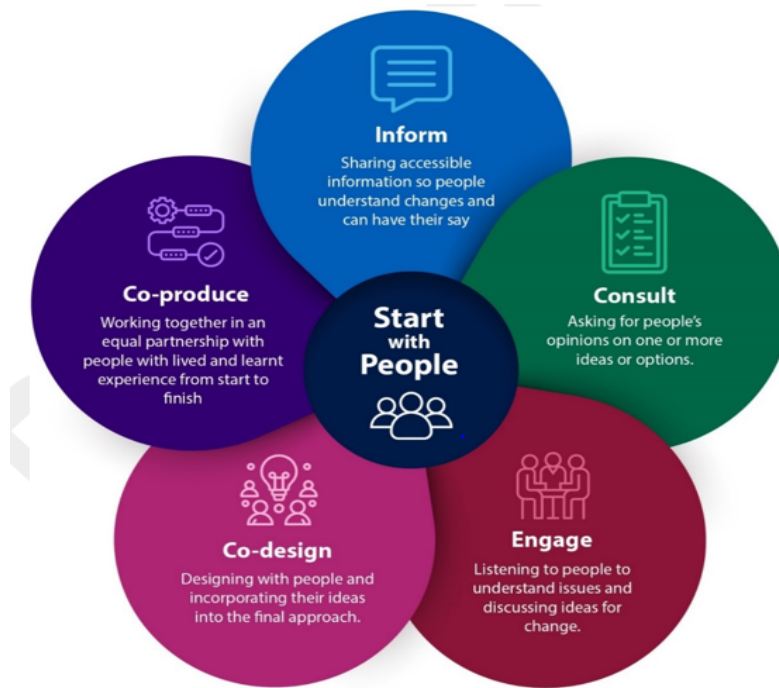 Inform
Sharing accessible
information so people
understand changes and
can have their say
Consult
Asking for people's
opinions on one or more
ideas or options.
Engage
Listening to people to
understand issues and
discussing ideas for
change.
Co-design
Designing with people and
incorporating their ideas
into the final approach.
Co-produce
Working together in an
equal partnership with
people with lived and learnt
experience from start to
finish
Start
with
People